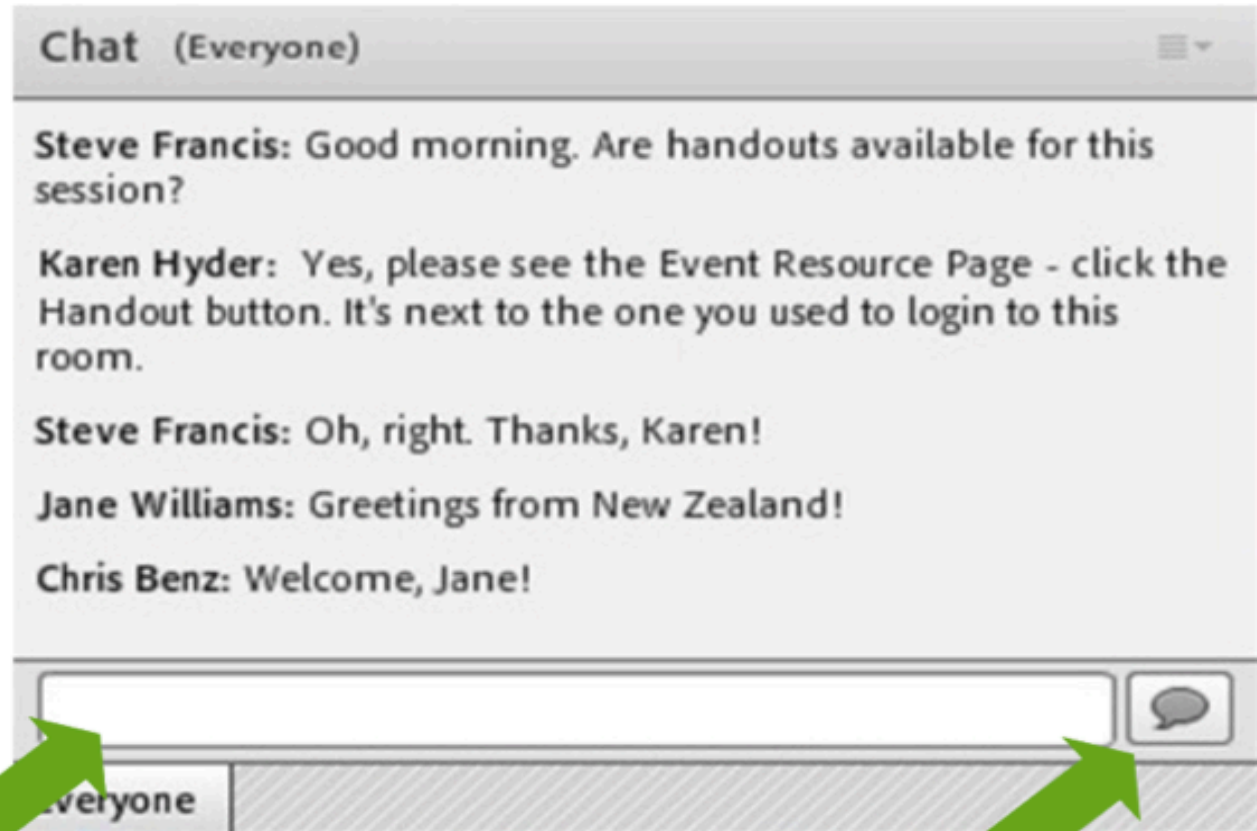 Chat (Everyone)
Steve Francis: Good morning. Are handouts available for this
session?
Karen Hyder: Yes, please see the Event Resource Page - click the
Handout button. It's next to the one you used to login to this
room.
Steve Francis: Oh, right. Thanks, Karen!
Jane Williams: Greetings from New Zealand!
Chris Benz: Welcome, Jane!
Everyone